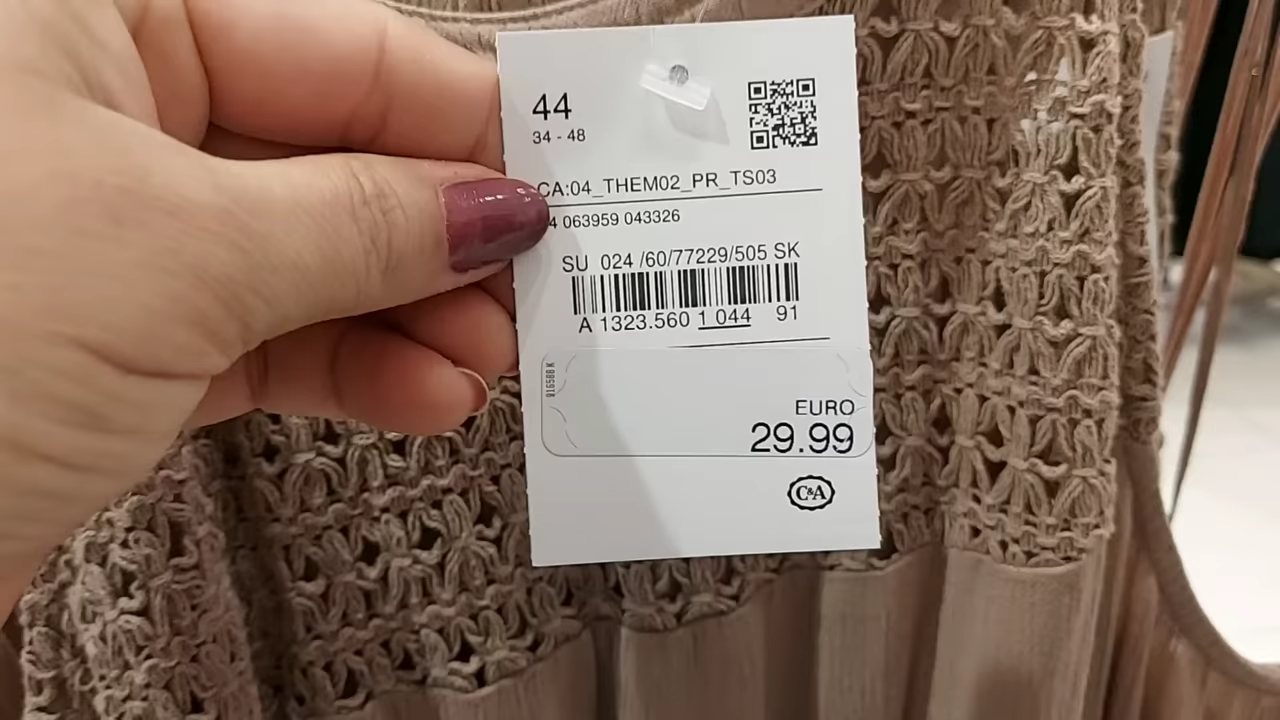 44
34 - 48
CA:04_THEM02_PR_TS03
4 063959 043326
SU 024 /60/77229/505 SK
A 1323.560 1 044 91
EURO
29.99
C&A